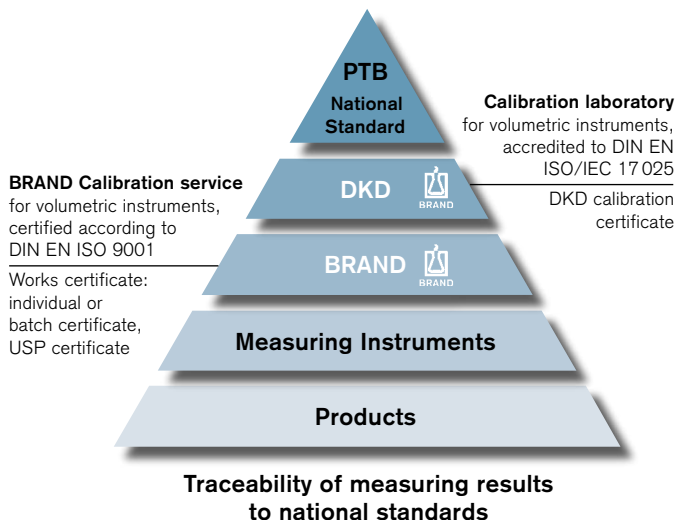 PTB
National
Standard
Calibration laboratory
for volumetric instruments,
accredited to DIN EN
ISO/IEC 17 025
DKD calibration
certificate
DKD
BRAND
BRAND Calibration service
for volumetric instruments,
certified according to
DIN EN ISO 9001
Works certificate:
individual or
batch certificate,
USP certificate
BRAND
BRAND
Measuring Instruments
Products
Traceability of measuring results
to national standards